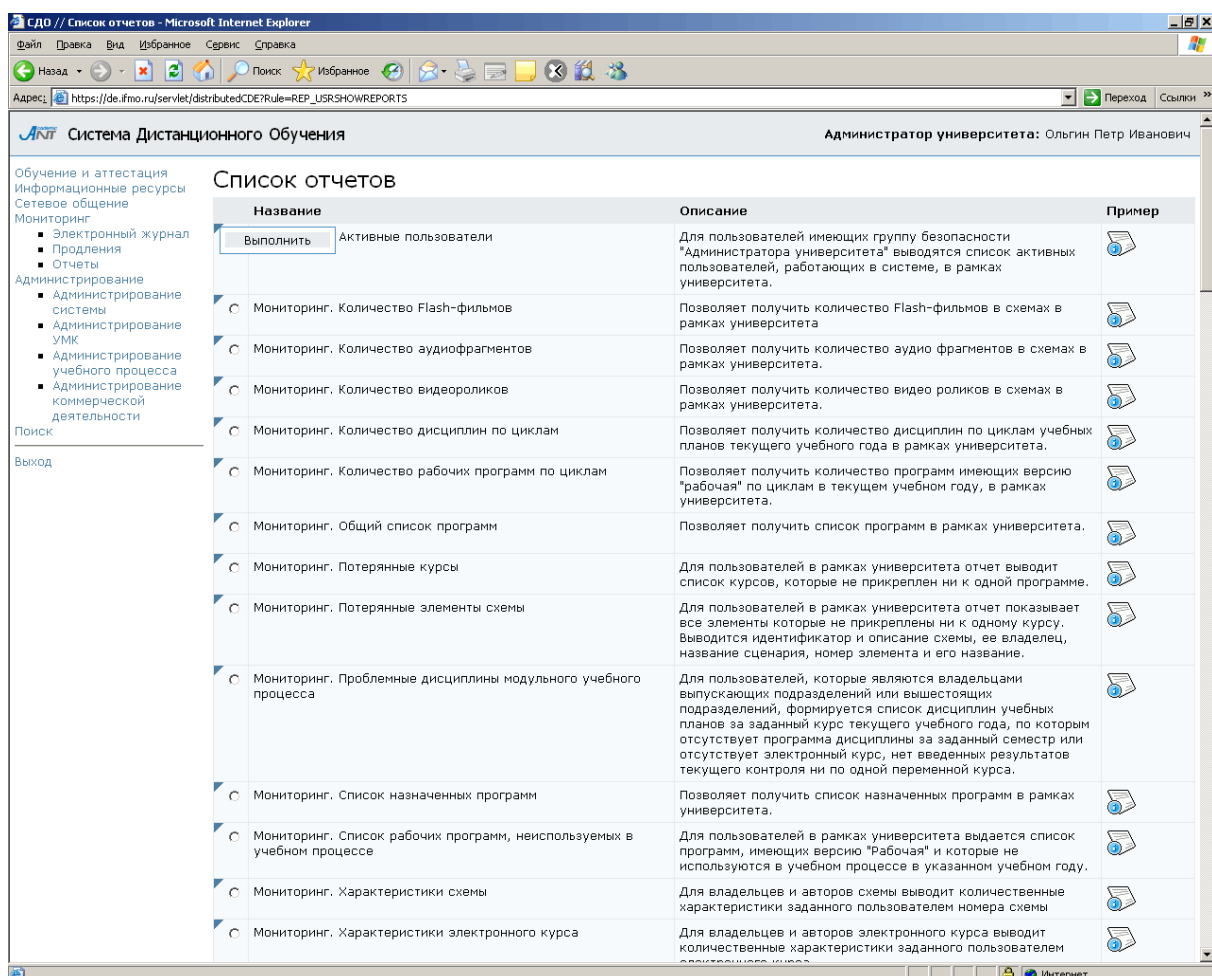 СДО // Список отчетов - Microsoft Internet Explorer
Файл Правка Вид Избранное Сервис Справка
Назад Поиск Избранное
Адрес: https://de.ifmo.ru/servlet/distributedCDE?Rule=REP_USRSHOWREPORTS Переход Ссылки »
Academic NT Система Дистанционного Обучения Администратор университета: Ольгин Петр Иванович
Обучение и аттестация
Информационные ресурсы
Сетевое общение
Мониторинг
Электронный журнал
Продления
Отчеты
Администрирование
Администрирование
системы
Администрирование
УМК
Администрирование
учебного процесса
Администрирование
коммерческой
деятельности
Поиск
Выход
Список отчетов
Название Описание Пример
Выполнить Активные пользователи
Для пользователей имеющих группу безопасности
"Администратора университета" выводятся список активных
пользователей, работающих в системе, в рамках
университета.
Мониторинг. Количество Flash-фильмов
Позволяет получить количество Flash-фильмов в схемах в
рамках университета
Мониторинг. Количество аудиофрагментов
Позволяет получить количество аудио фрагментов в схемах в
рамках университета.
Мониторинг. Количество видеороликов
Позволяет получить количество видео роликов в схемах в
рамках университета.
Мониторинг. Количество дисциплин по циклам
Позволяет получить количество дисциплин по циклам учебных
планов текущего учебного года в рамках университета.
Мониторинг. Количество рабочих программ по циклам
Позволяет получить количество программ имеющих версию
"рабочая" по циклам в текущем учебном году, в рамках
университета.
Мониторинг. Общий список программ
Позволяет получить список программ в рамках университета.
Мониторинг. Потерянные курсы
Для пользователей в рамках университета отчет выводит
список курсов, которые не прикреплен ни к одной программе.
Мониторинг. Потерянные элементы схемы
Для пользователей в рамках университета отчет показывает
все элементы которые не прикреплены ни к одному курсу.
Выводится идентификатор и описание схемы, ее владелец,
название сценария, номер элемента и его название.
Мониторинг. Проблемные дисциплины модульного учебного
процесса
Для пользователей, которые являются владельцами
выпускающих подразделений или вышестоящих
подразделений, формируется список дисциплин учебных
планов за заданный курс текущего учебного года, по которым
отсутствует программа дисциплины за заданный семестр или
отсутствует электронный курс, нет введенных результатов
текущего контроля ни по одной переменной курса.
Мониторинг. Список назначенных программ
Позволяет получить список назначенных программ в рамках
университета.
Мониторинг. Список рабочих программ, неиспользуемых в
учебном процессе
Для пользователей в рамках университета выдается список
программ, имеющих версию "Рабочая" и которые не
используются в учебном процессе в указанном учебном году.
Мониторинг. Характеристики схемы
Для владельцев и авторов схемы выводит количественные
характеристики заданного пользователем номера схемы
Мониторинг. Характеристики электронного курса
Для владельцев и авторов электронного курса выводит
количественные характеристики заданного пользователем
электронного курса
Интернет